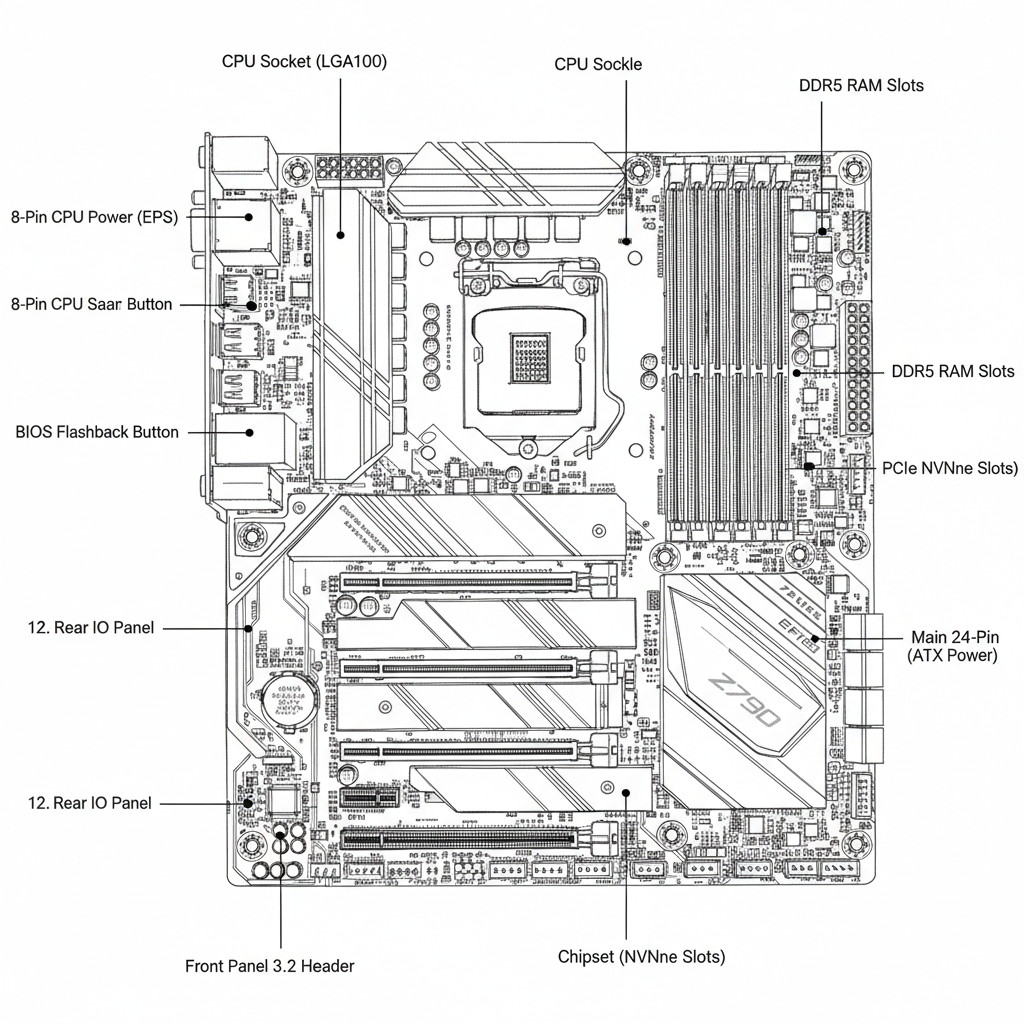 CPU Socket (LGA100)
CPU Sockle
DDR5 RAM Slots
8-Pin CPU Power (EPS)
8-Pin CPU Saar Button
DDR5 RAM Slots
BIOS Flashback Button
PCIe NVNne Slots)
12. Rear IO Panel
Main 24-Pin
(ATX Power)
Z790
12. Rear IO Panel
Chipset (NVNne Slots)
Front Panel 3.2 Header